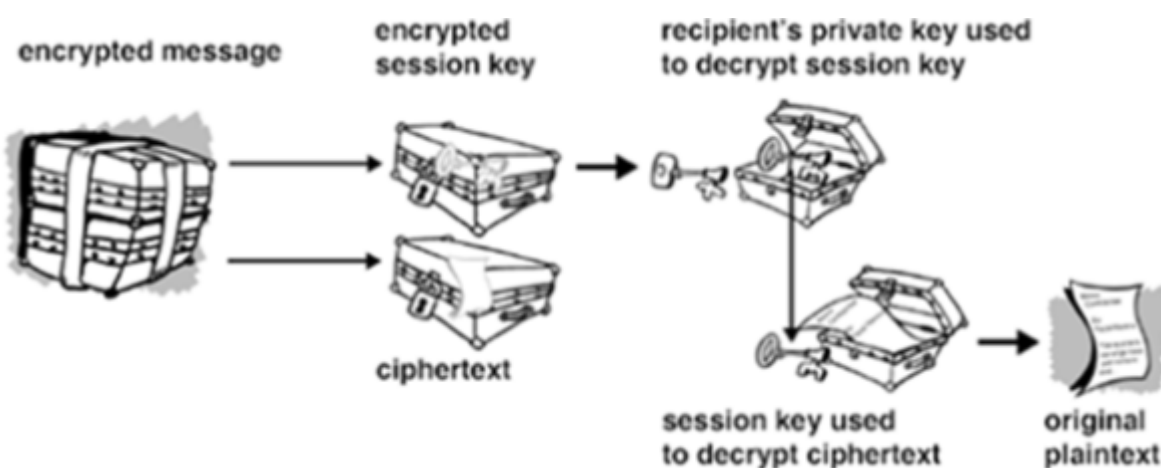 encrypted message
encrypted
session key
recipient's private key used
to decrypt session key
ciphertext
session key used
to decrypt ciphertext
original
plaintext